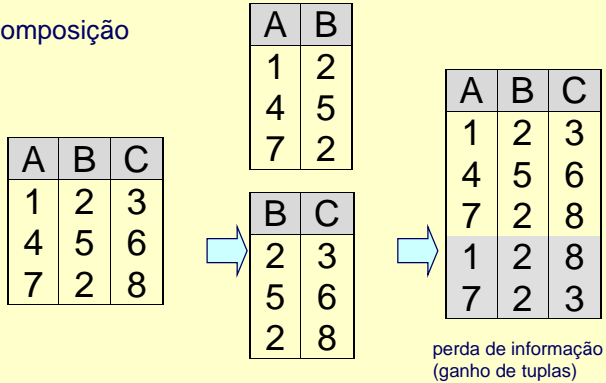 omposição
A B
1 2
4 5
7 2
A B C
1 2 3
4 5 6
7 2 8
B C
2 3
5 6
2 8
A B C
1 2 3
4 5 6
7 2 8
1 2 8
7 2 3
perda de informação
(ganho de tuplas)